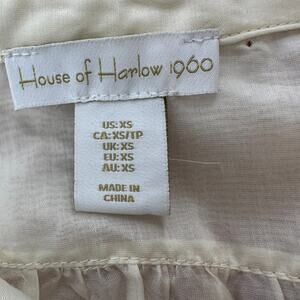 House of Harlow 1960
US: XS
CA: XS/TP
UK: XS
EU: XS
AU: XS
MADE IN
CHINA